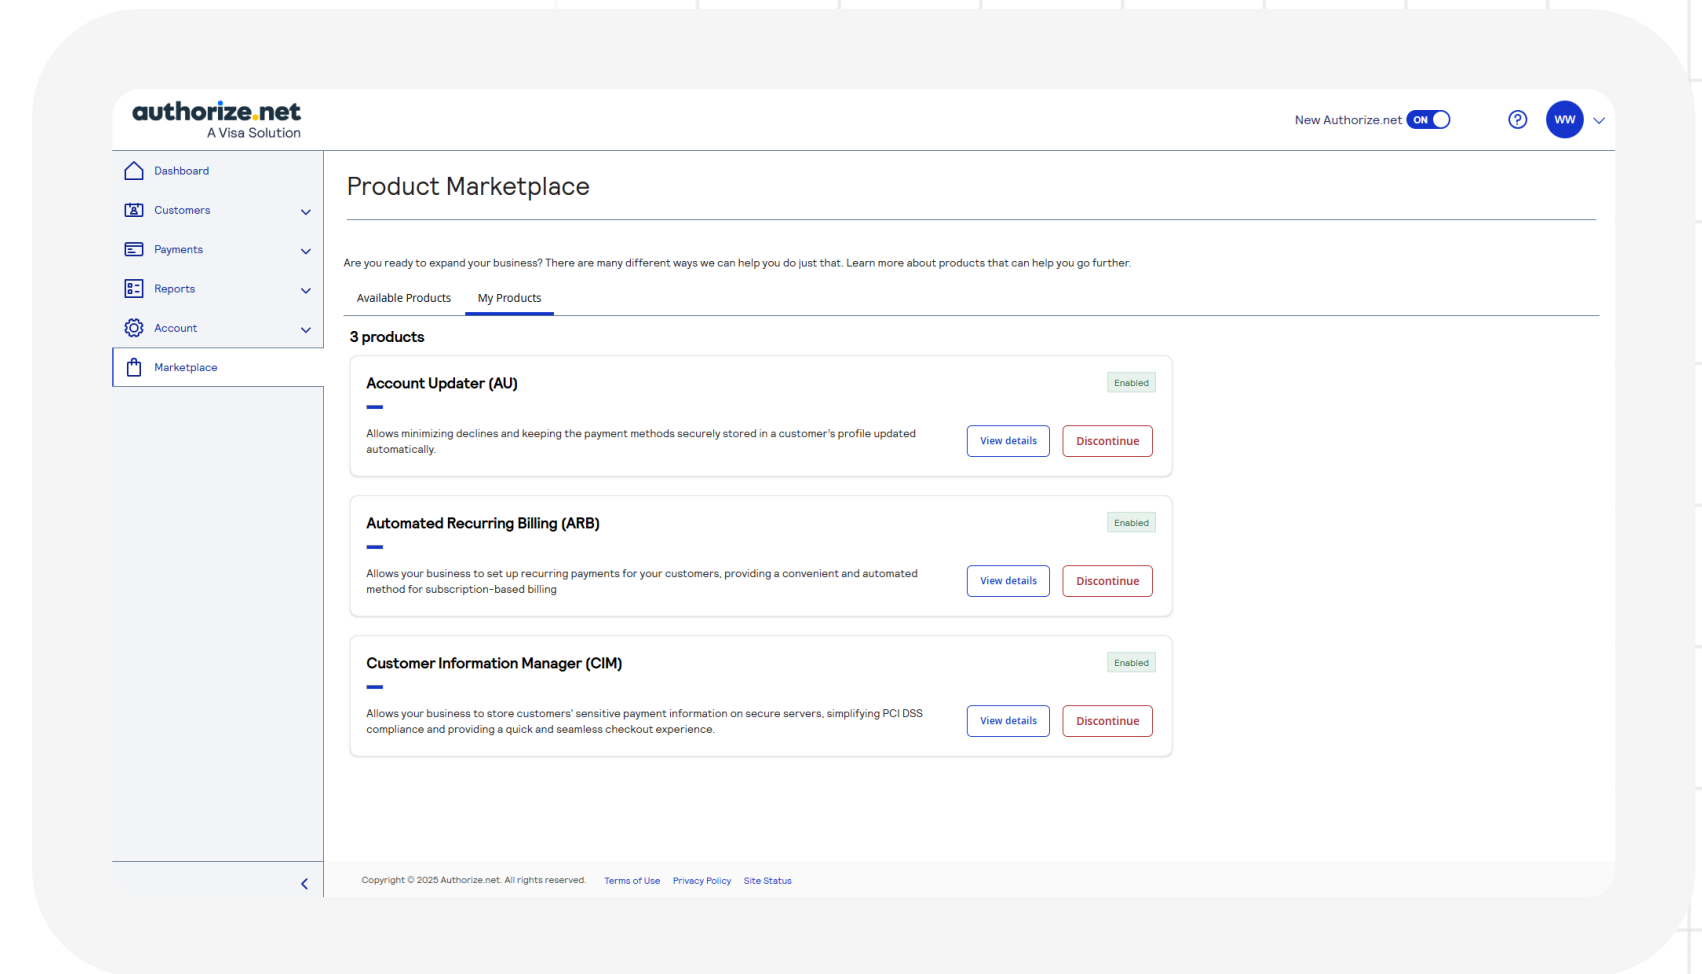 authorize.net
A Visa Solution
New Authorize.net ON
?
WW
Dashboard
Customers
Payments
Reports
Account
Marketplace
Product Marketplace
Are you ready to expand your business? There are many different ways we can help you do just that. Learn more about products that can help you go further.
Available Products My Products
3 products
Account Updater (AU)
Enabled
Allows minimizing declines and keeping the payment methods securely stored in a customer's profile updated
automatically.
View details Discontinue
Automated Recurring Billing (ARB)
Enabled
Allows your business to set up recurring payments for your customers, providing a convenient and automated
method for subscription-based billing
View details Discontinue
Customer Information Manager (CIM)
Enabled
Allows your business to store customers' sensitive payment information on secure servers, simplifying PCI DSS
compliance and providing a quick and seamless checkout experience.
View details Discontinue
Copyright © 2025 Authorize.net. All rights reserved. Terms of Use Privacy Policy Site Status